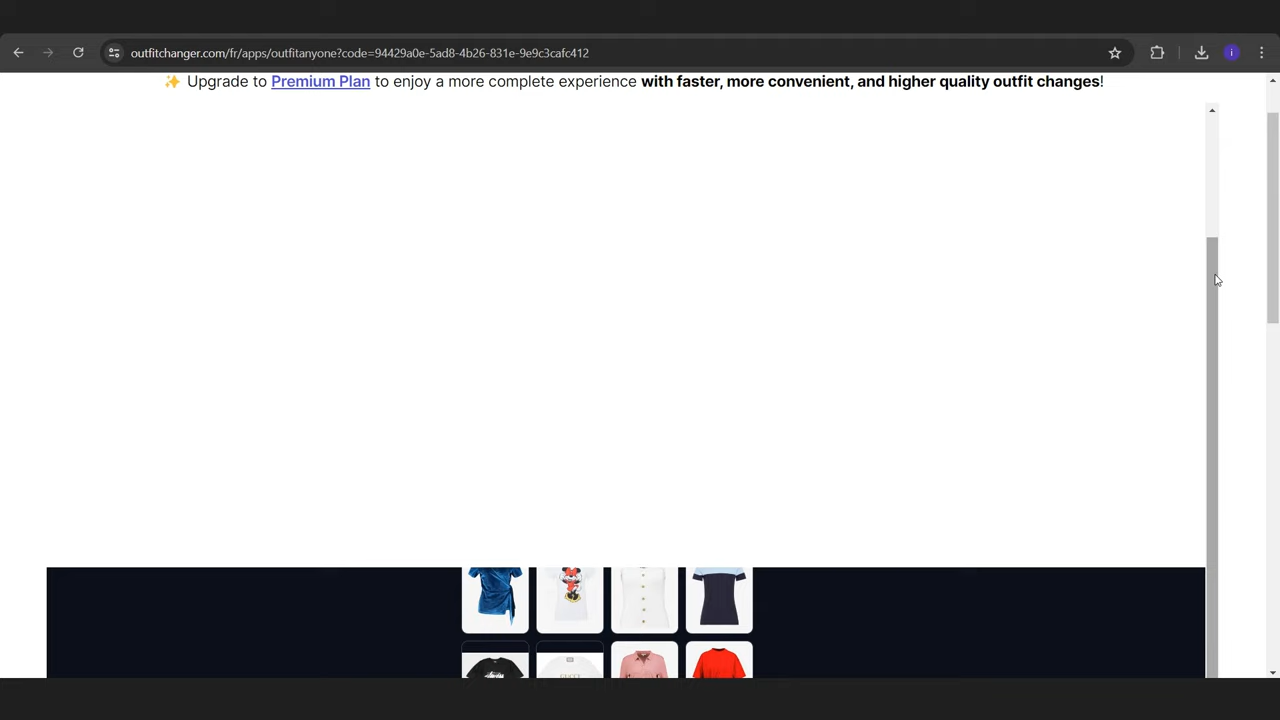 outfitchanger.com/fr/apps/outfitanyone?code=94429a0e-5ad8-4b26-831e-9e9c3cafc412
i
✨ Upgrade to Premium Plan to enjoy a more complete experience with faster, more convenient, and higher quality outfit changes!
GUCCI